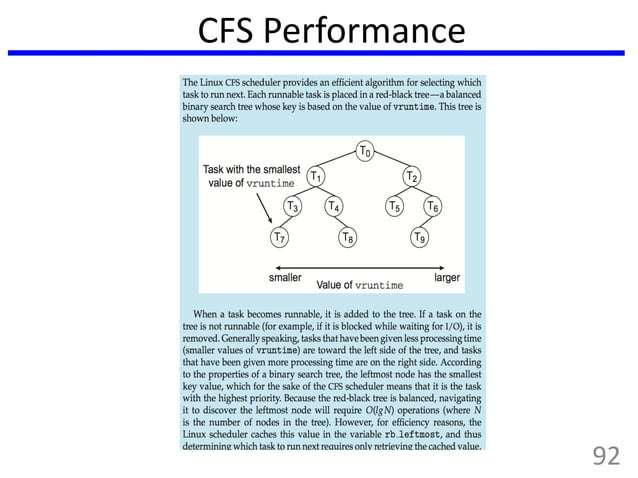 CFS Performance
The Linux CFS scheduler provides an efficient algorithm for selecting which
task to run next. Each runnable task is placed in a red-black tree—a balanced
binary search tree whose key is based on the value of vruntime. This tree is
shown below:
T0
Task with the smallest
value of vruntime
T1
T2
T3
T4
T5
T6
T7
T8
T9
smaller
larger
Value of vruntime
When a task becomes runnable, it is added to the tree. If a task on the
tree is not runnable (for example, if it is blocked while waiting for I/O), it is
removed. Generally speaking, tasks that have been given less processing time
(smaller values of vruntime) are toward the left side of the tree, and tasks
that have been given more processing time are on the right side. According
to the properties of a binary search tree, the leftmost node has the smallest
key value, which for the sake of the CFS scheduler means that it is the task
with the highest priority. Because the red-black tree is balanced, navigating
it to discover the leftmost node will require O(lg N) operations (where N
is the number of nodes in the tree). However, for efficiency reasons, the
Linux scheduler caches this value in the variable rb_leftmost, and thus
determining which task to run next requires only retrieving the cached value.
92